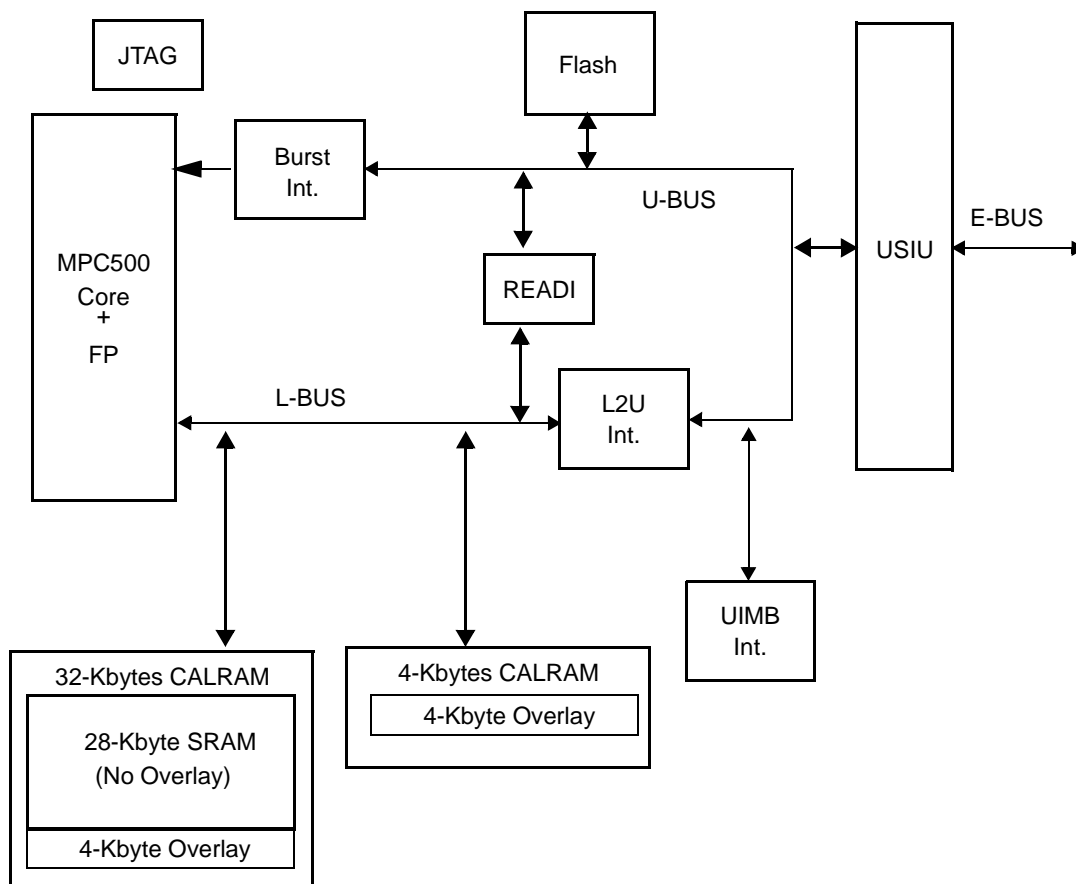 JTAG
Flash
Burst
Int.
U-BUS
E-BUS
MPC500
Core
+
FP
READI
USIU
L-BUS
L2U
Int.
UIMB
Int.
32-Kbytes CALRAM
28-Kbyte SRAM
(No Overlay)
4-Kbyte Overlay
4-Kbytes CALRAM
4-Kbyte Overlay